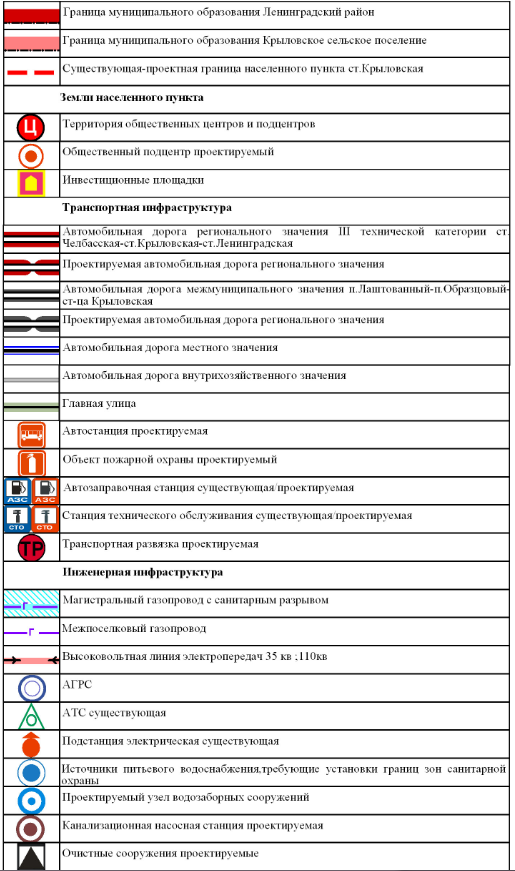 Граница муниципального образования Ленинградский район
Граница муниципального образования Крыловское сельское поселение
Существующая-проектная граница населенного пункта ст.Крыловская
Земли населенного пункта
Ц
Территория общественных центров и подцентров
Общественный подцентр проектируемый
Инвестиционные площадки
Транспортная инфраструктура
Автомобильная дорога регионального значения III технической категории ст.
Челбасская-ст.Крыловская-ст.Ленинградская
Проектируемая автомобильная дорога регионального значения
Автомобильная дорога межмуниципального значения п.Лаштованный-п.Образцовый-
ст-ца Крыловская
Проектируемая автомобильная дорога регионального значения
Автомобильная дорога местного значения
Автомобильная дорога внутрихозяйственного значения
Главная улица
Автостанция проектируемая
Объект пожарной охраны проектируемый
АЗС АЗС
Автозаправочная станция существующая/проектируемая
СТО СТО
Станция технического обслуживания существующая/проектируемая
ТР
Транспортная развязка проектируемая
Инженерная инфраструктура
Г
Магистральный газопровод с санитарным разрывом
Г
Межпоселковый газопровод
Высоковольтная линия электропередач 35 кв ;110кв
АГРС
АТС существующая
Подстанция электрическая существующая
Источники питьевого водоснабжения,требующие установки границ зон санитарной
охраны
Проектируемый узел водозаборных сооружений
Канализационная насосная станция проектируемая
Очистные сооружения проектируемые